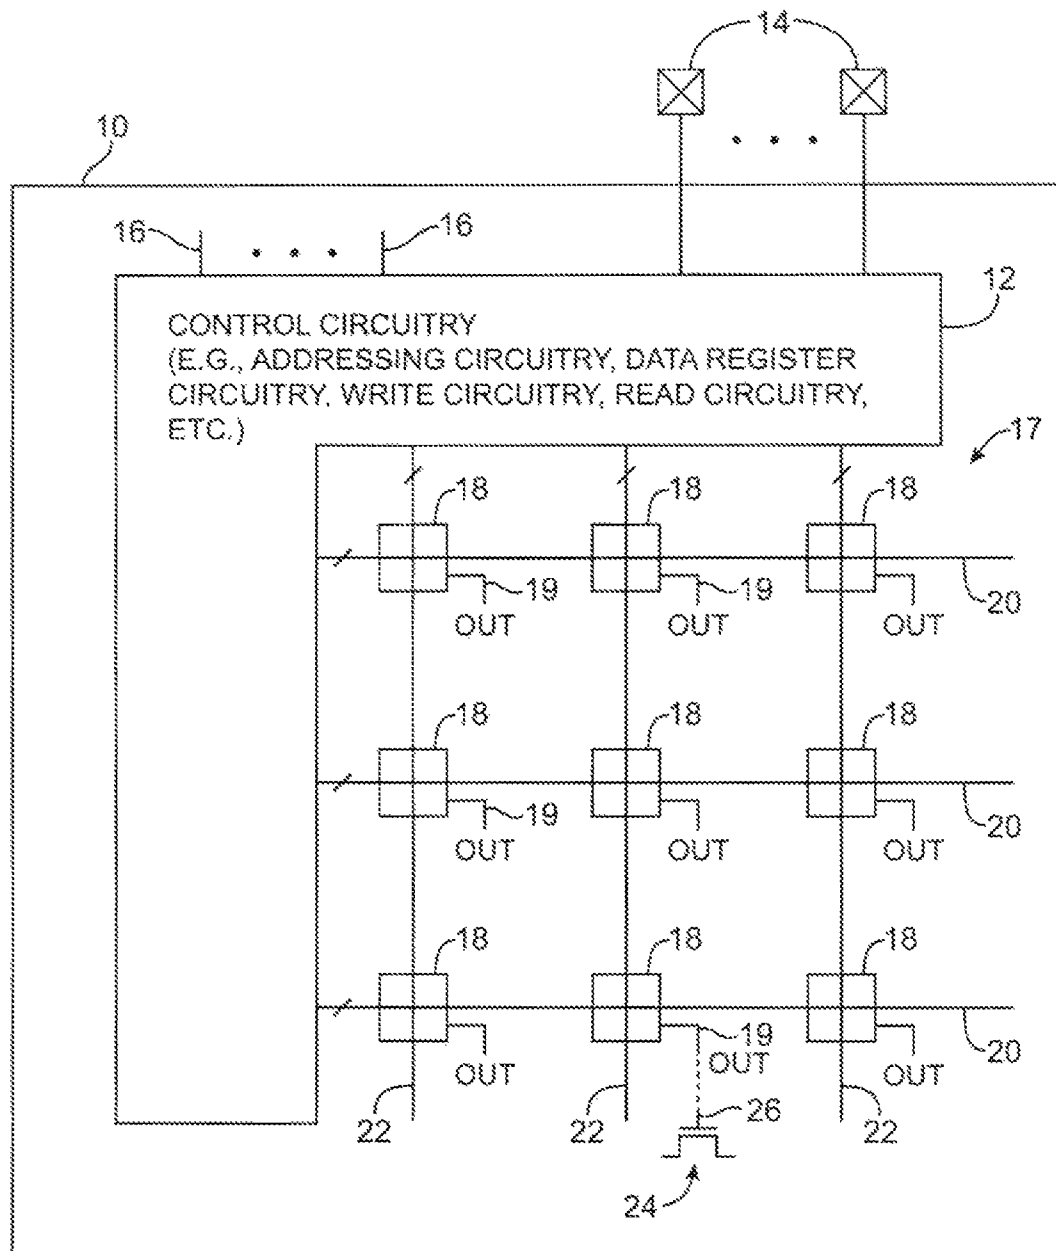 14
10
16
16
12
CONTROL CIRCUITRY
(E.G., ADDRESSING CIRCUITRY, DATA REGISTER
CIRCUITRY, WRITE CIRCUITRY, READ CIRCUITRY,
ETC.)
17
18
18
18
19
19
20
OUT
OUT
OUT
18
18
18
19
20
OUT
OUT
OUT
18
18
18
19
20
OUT
OUT
OUT
22
22
26
22
24